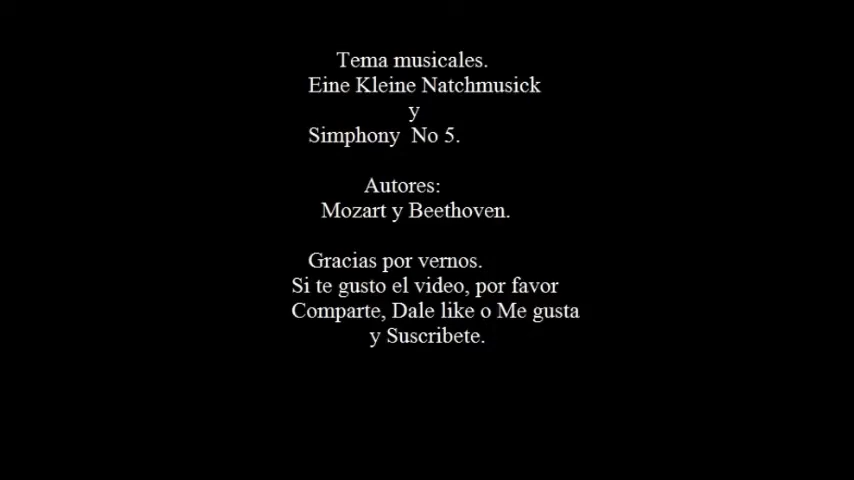 Tema musicales.
Eine Kleine Natchmusick
y
Simphony No 5.
Autores:
Mozart y Beethoven.
Gracias por vernos.
Si te gusto el video, por favor
Comparte, Dale like o Me gusta
y Suscribete.